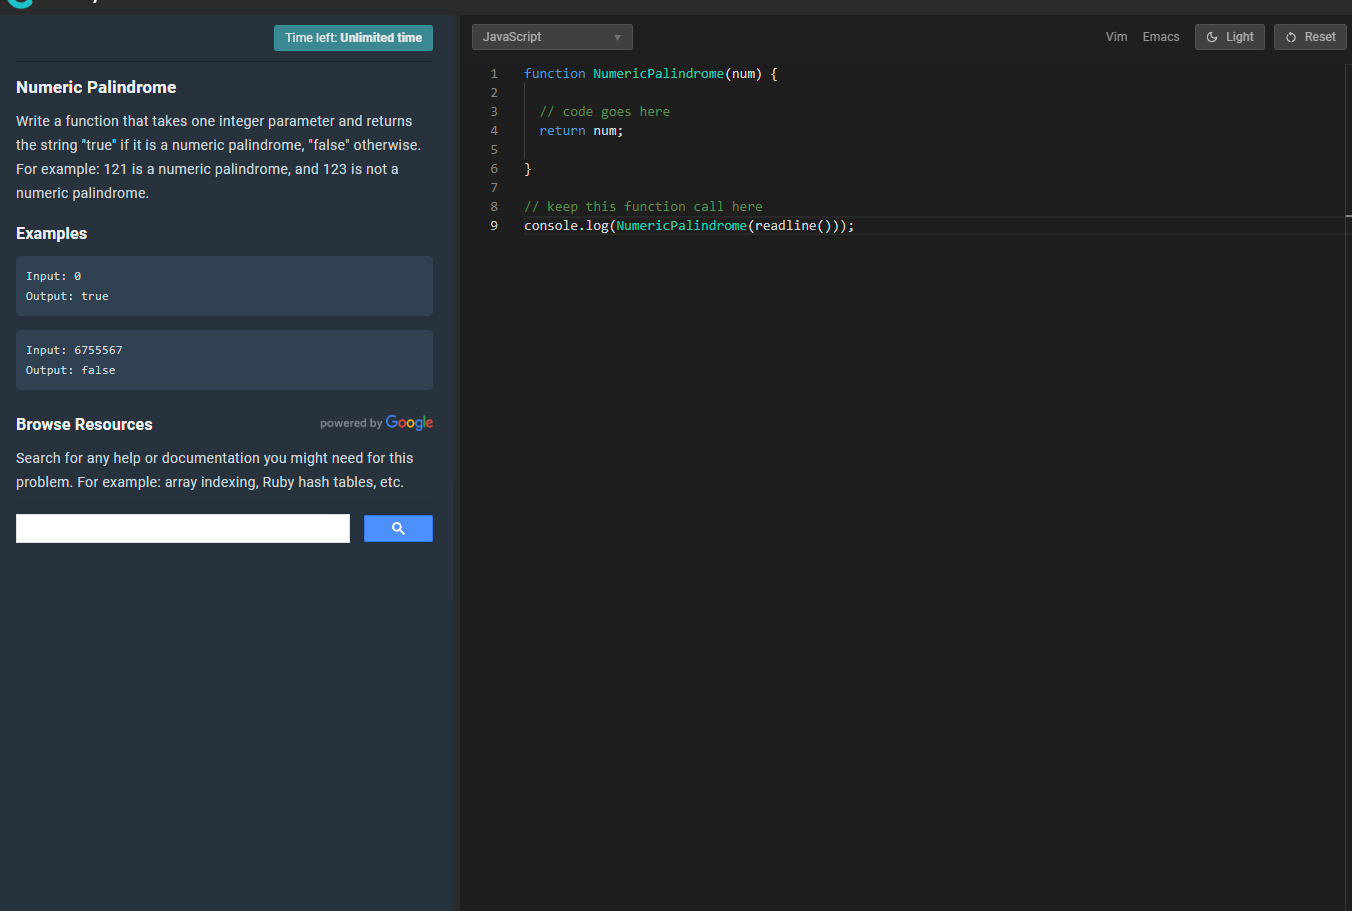 Time left: Unlimited time
Numeric Palindrome
Write a function that takes one integer parameter and returns
the string "true" if it is a numeric palindrome, "false" otherwise.
For example: 121 is a numeric palindrome, and 123 is not a
numeric palindrome.
Examples
Input: 0
Output: true
Input: 6755567
Output: false
Browse Resources
powered by Google
Search for any help or documentation you might need for this
problem. For example: array indexing, Ruby hash tables, etc.
JavaScript
Vim Emacs Light Reset
1 function NumericPalindrome(num) {
2
3 // code goes here
4 return num;
5
6 }
7
8 // keep this function call here
9 console.log(NumericPalindrome(readline()));